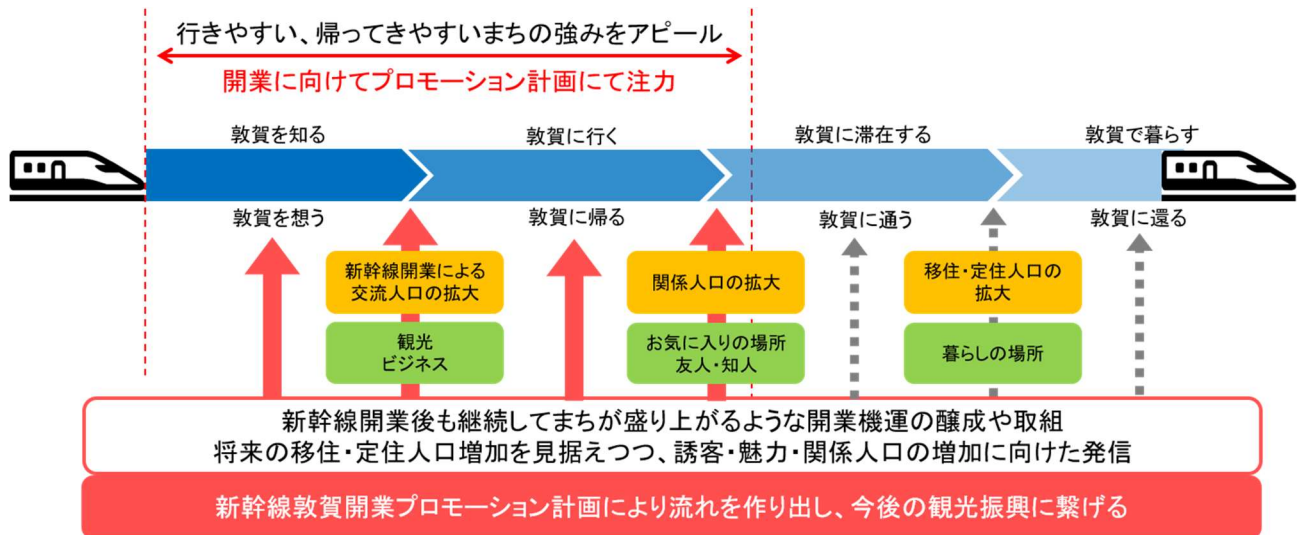 行きやすい、帰ってきやすいまちの強みをアピール
開業に向けてプロモーション計画にて注力
敦賀を知る
敦賀に行く
敦賀に滞在する
敦賀で暮らす
敦賀を想う
敦賀に帰る
敦賀に通う
敦賀に還る
新幹線開業による
交流人口の拡大
関係人口の拡大
移住・定住人口の
拡大
観光
ビジネス
お気に入りの場所
友人・知人
暮らしの場所
新幹線開業後も継続してまちが盛り上がるような開業機運の醸成や取組
将来の移住・定住人口増加を見据えつつ、誘客・魅力・関係人口の増加に向けた発信
新幹線敦賀開業プロモーション計画により流れを作り出し、今後の観光振興に繋げる